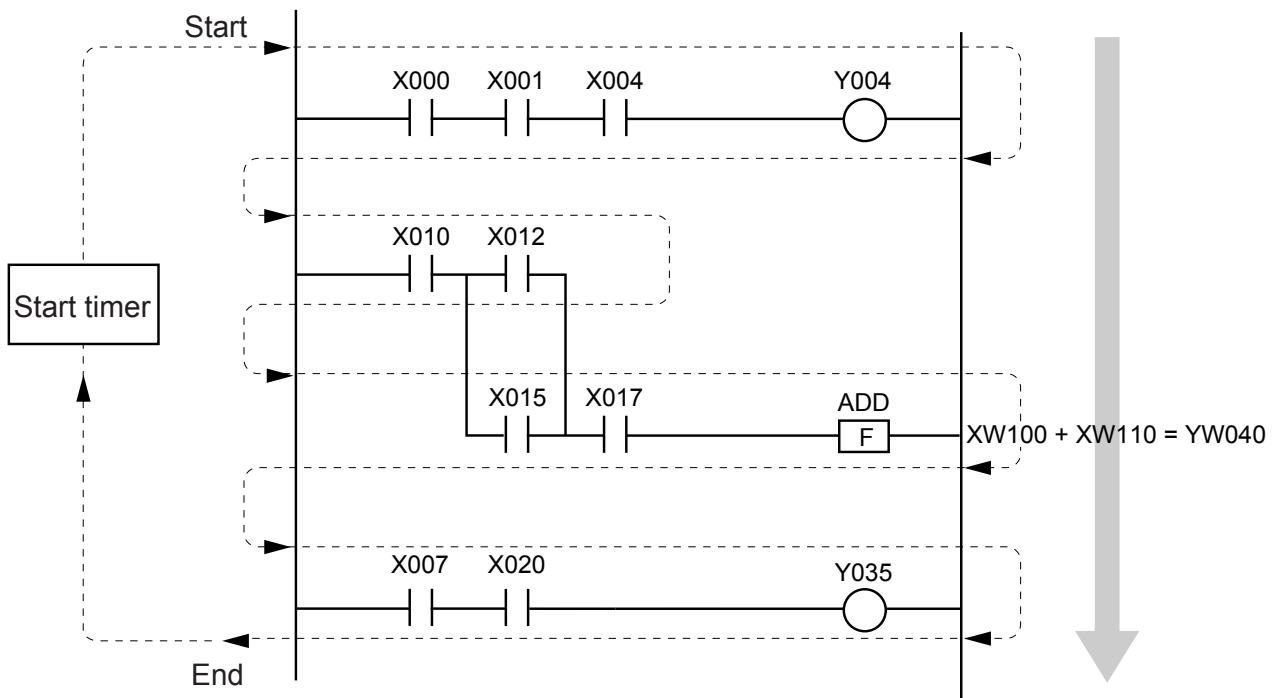 Start
X000 X001 X004 Y004
X010 X012
Start timer
X015 X017 ADD
F XW100 + XW110 = YW040
X007 X020 Y035
End